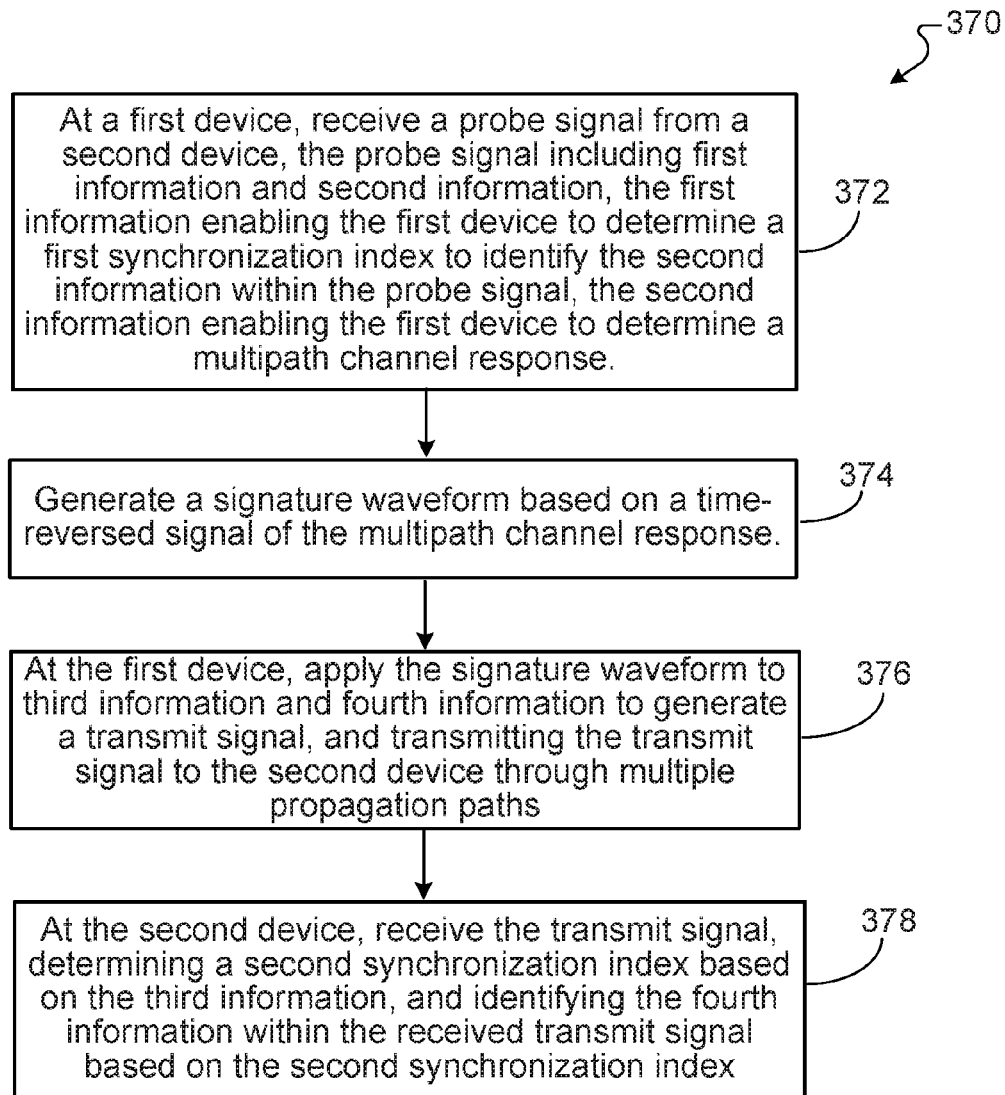 370
At a first device, receive a probe signal from a
second device, the probe signal including first
information and second information, the first
information enabling the first device to determine a
first synchronization index to identify the second
information within the probe signal, the second
information enabling the first device to determine a
multipath channel response.
372
Generate a signature waveform based on a time-
reversed signal of the multipath channel response.
374
At the first device, apply the signature waveform to
third information and fourth information to generate
a transmit signal, and transmitting the transmit
signal to the second device through multiple
propagation paths
376
At the second device, receive the transmit signal,
determining a second synchronization index based
on the third information, and identifying the fourth
information within the received transmit signal
based on the second synchronization index
378